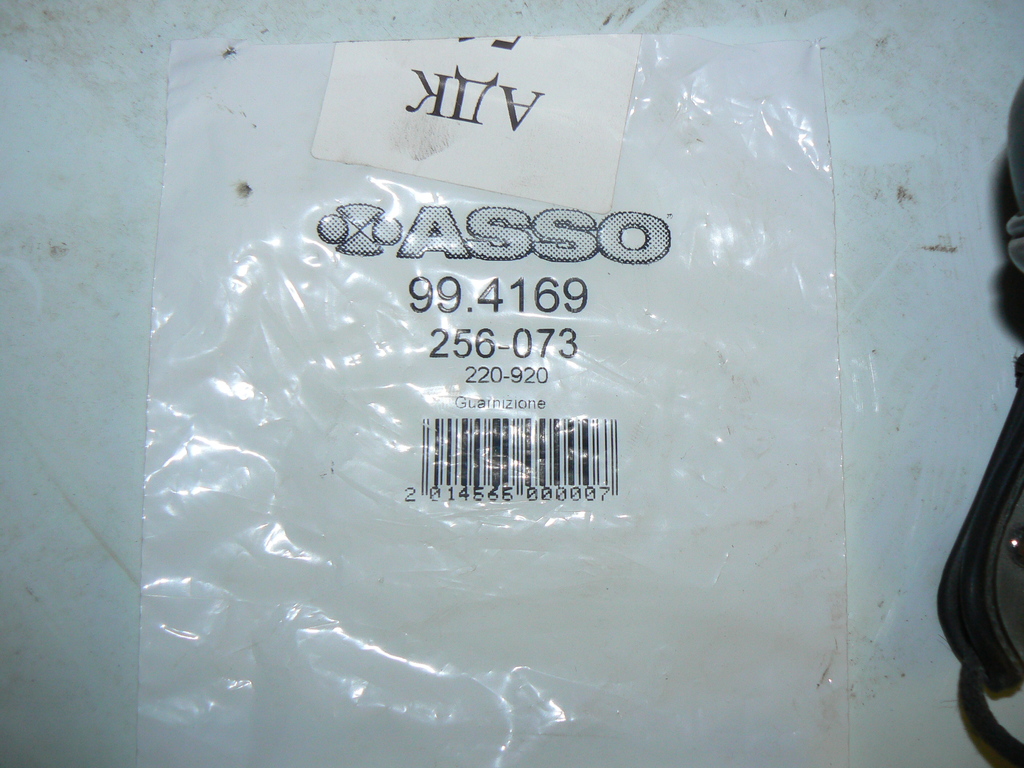 АДК
ASSO
99.4169
256-073
220-920
Guarnizione
2 014566 000007